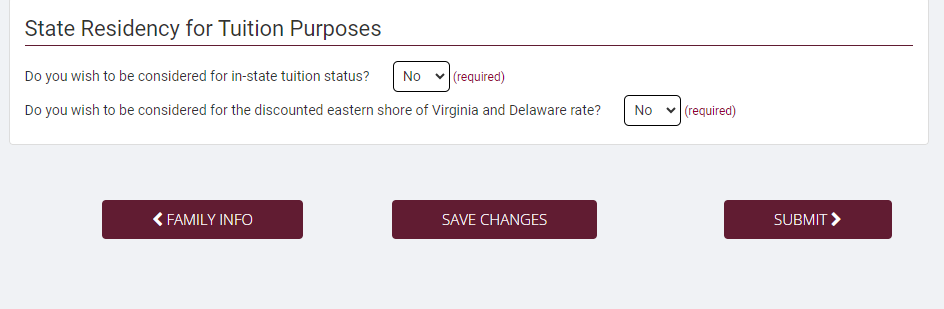 State Residency for Tuition Purposes
Do you wish to be considered for in-state tuition status? No (required)
Do you wish to be considered for the discounted eastern shore of Virginia and Delaware rate? No (required)
FAMILY INFO SAVE CHANGES SUBMIT